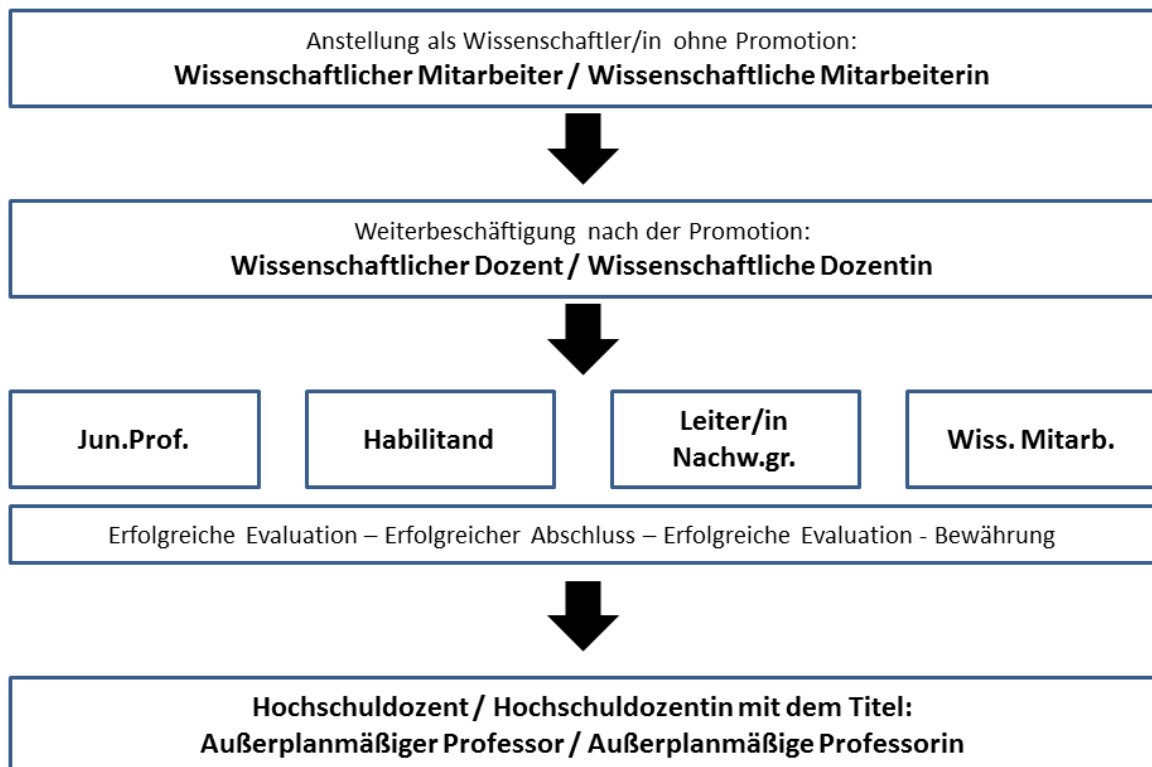 Anstellung als Wissenschaftler/in ohne Promotion:
Wissenschaftlicher Mitarbeiter / Wissenschaftliche Mitarbeiterin
Weiterbeschäftigung nach der Promotion:
Wissenschaftlicher Dozent / Wissenschaftliche Dozentin
Jun.Prof.
Habilitand
Leiter/in
Nachw.gr.
Wiss. Mitarb.
Erfolgreiche Evaluation – Erfolgreicher Abschluss – Erfolgreiche Evaluation - Bewährung
Hochschuldozent / Hochschuldozentin mit dem Titel:
Außerplanmäßiger Professor / Außerplanmäßige Professorin